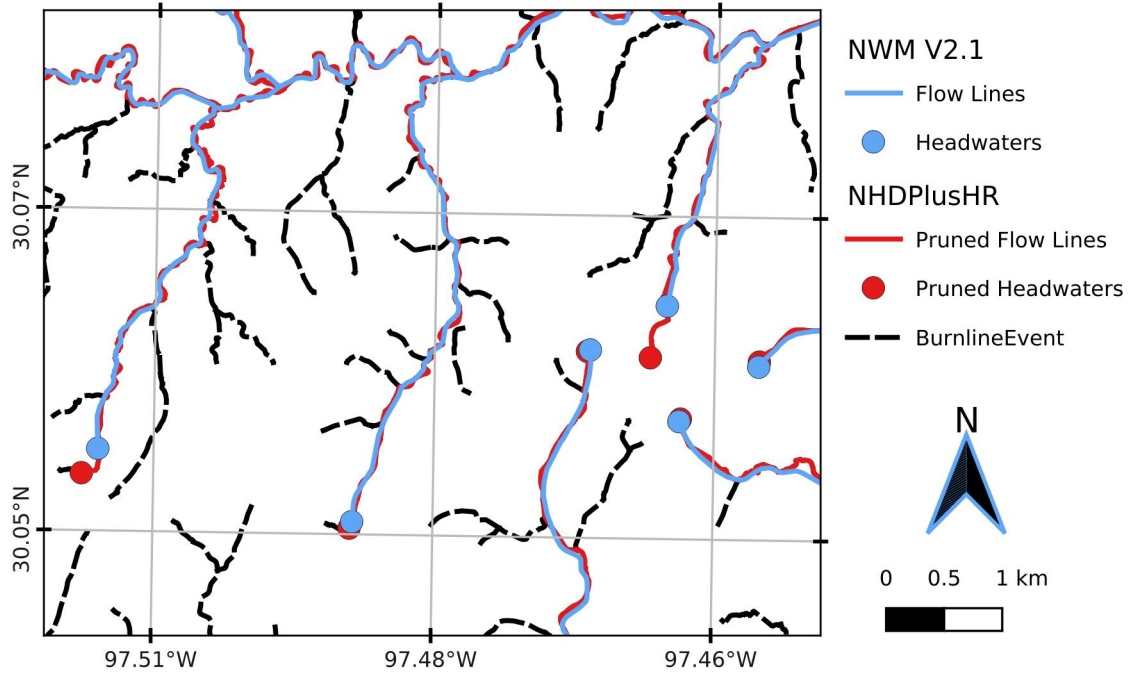 30.07°N
30.05°N
97.51°W
97.48°W
97.46°W
NWM V2.1
Flow Lines
Headwaters
NHDPlusHR
Pruned Flow Lines
Pruned Headwaters
BurnlineEvent
N
0 0.5 1 km